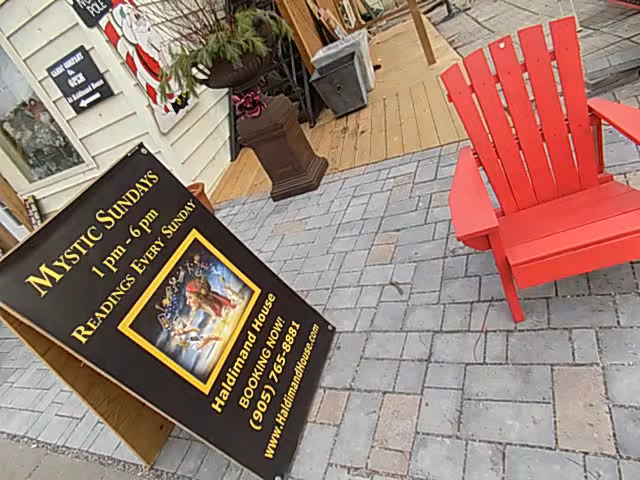 MYSTIC SUNDAYS
1 pm - 6 pm
READINGS EVERY SUNDAY
Haldimand House
BOOKING NOW!
(905) 765-8881
www.HaldimandHouse.com
OPEN